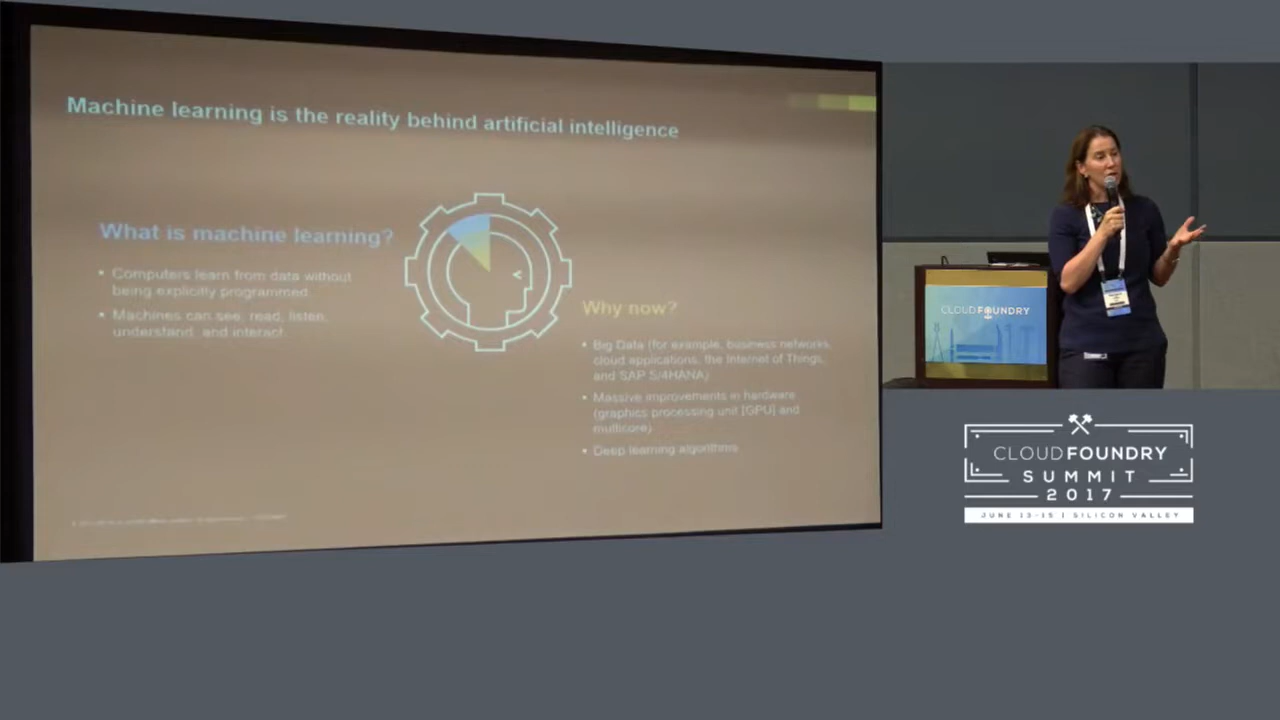 Machine learning is the reality behind artificial intelligence
What is machine learning?
• Computers learn from data without
being explicitly programmed.
• Machines can see, read, listen,
understand, and interact.
Why now?
• Big Data (for example, business networks,
cloud applications, the Internet of Things,
and SAP S/4HANA)
• Massive improvements in hardware
(graphics processing unit [GPU] and
multicore)
• Deep learning algorithms
CLOUD FOUNDRY
CLOUD FOUNDRY
SUMMIT
2017
JUNE 13-15 | SILICON VALLEY